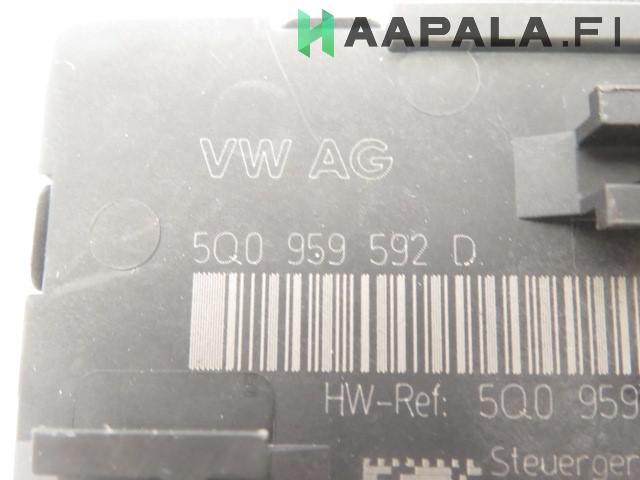 HAAPALA.FI
VW AG
5Q0 959 592 D
HW-Ref: 5Q0 959
Steuerger